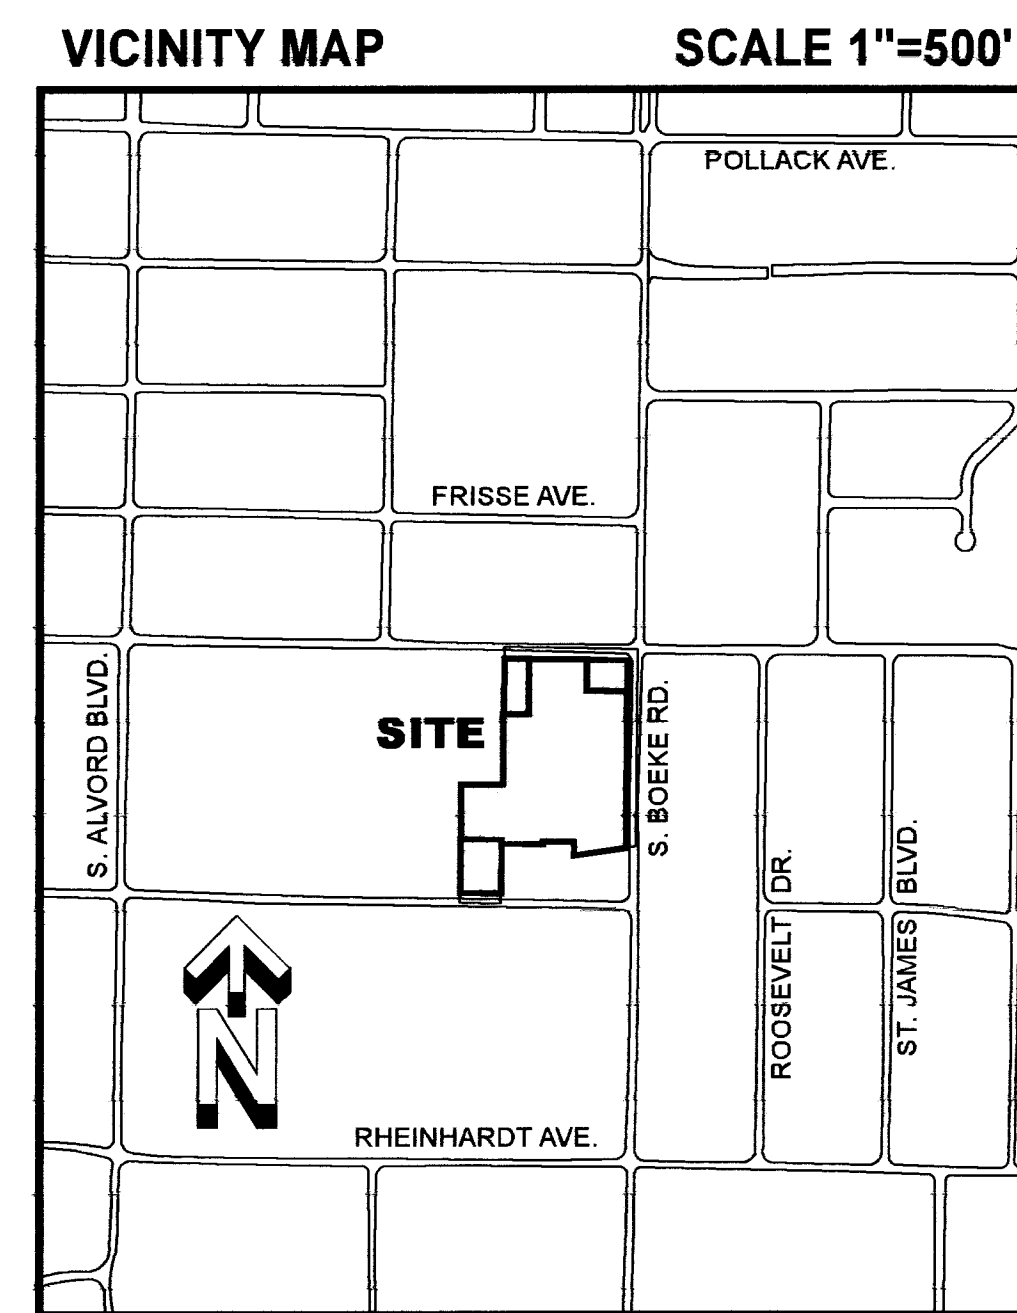 VICINITY MAP
SCALE 1"=500'
POLLACK AVE.
FRISSE AVE.
S. ALVORD BLVD.
SITE
S. BOEKE RD.
ROOSEVELT DR.
ST. JAMES BLVD.
N
RHEINHARDT AVE.